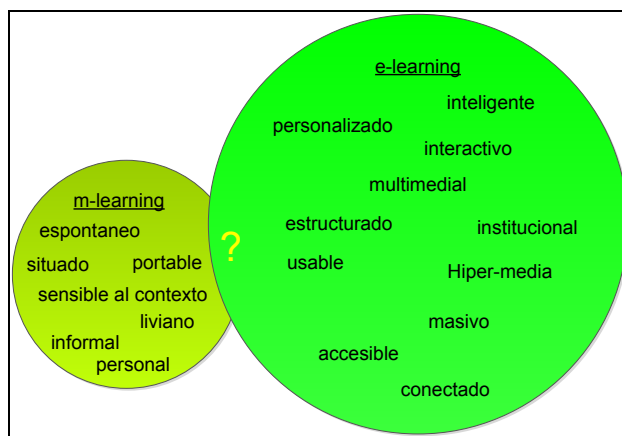 m-learning
espontaneo
situado portable
sensible al contexto
liviano
informal
personal
?
e-learning
inteligente
personalizado
interactivo
multimedial
estructurado
institucional
usable
Hiper-media
masivo
accesible
conectado